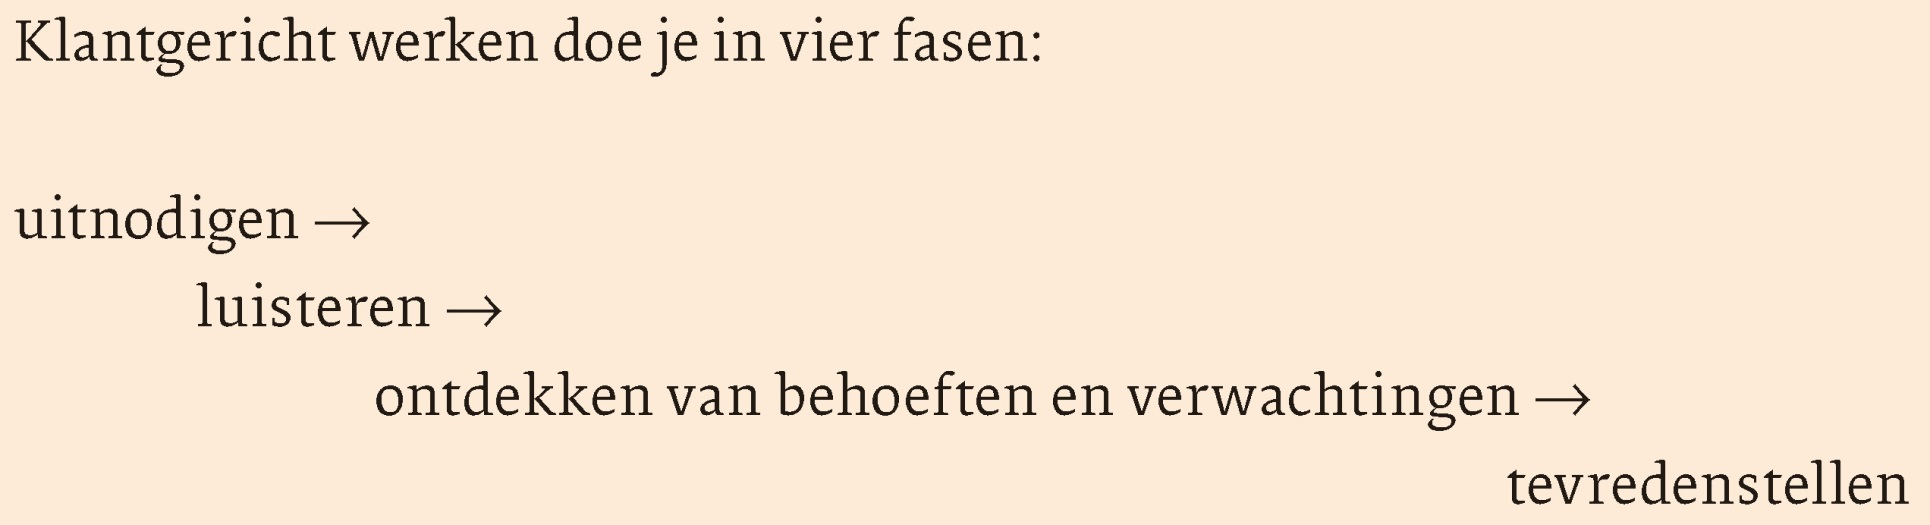 Klantgericht werken doe je in vier fasen:
uitnodigen →
luisteren →
ontdekken van behoeften en verwachtingen →
tevredenstellen